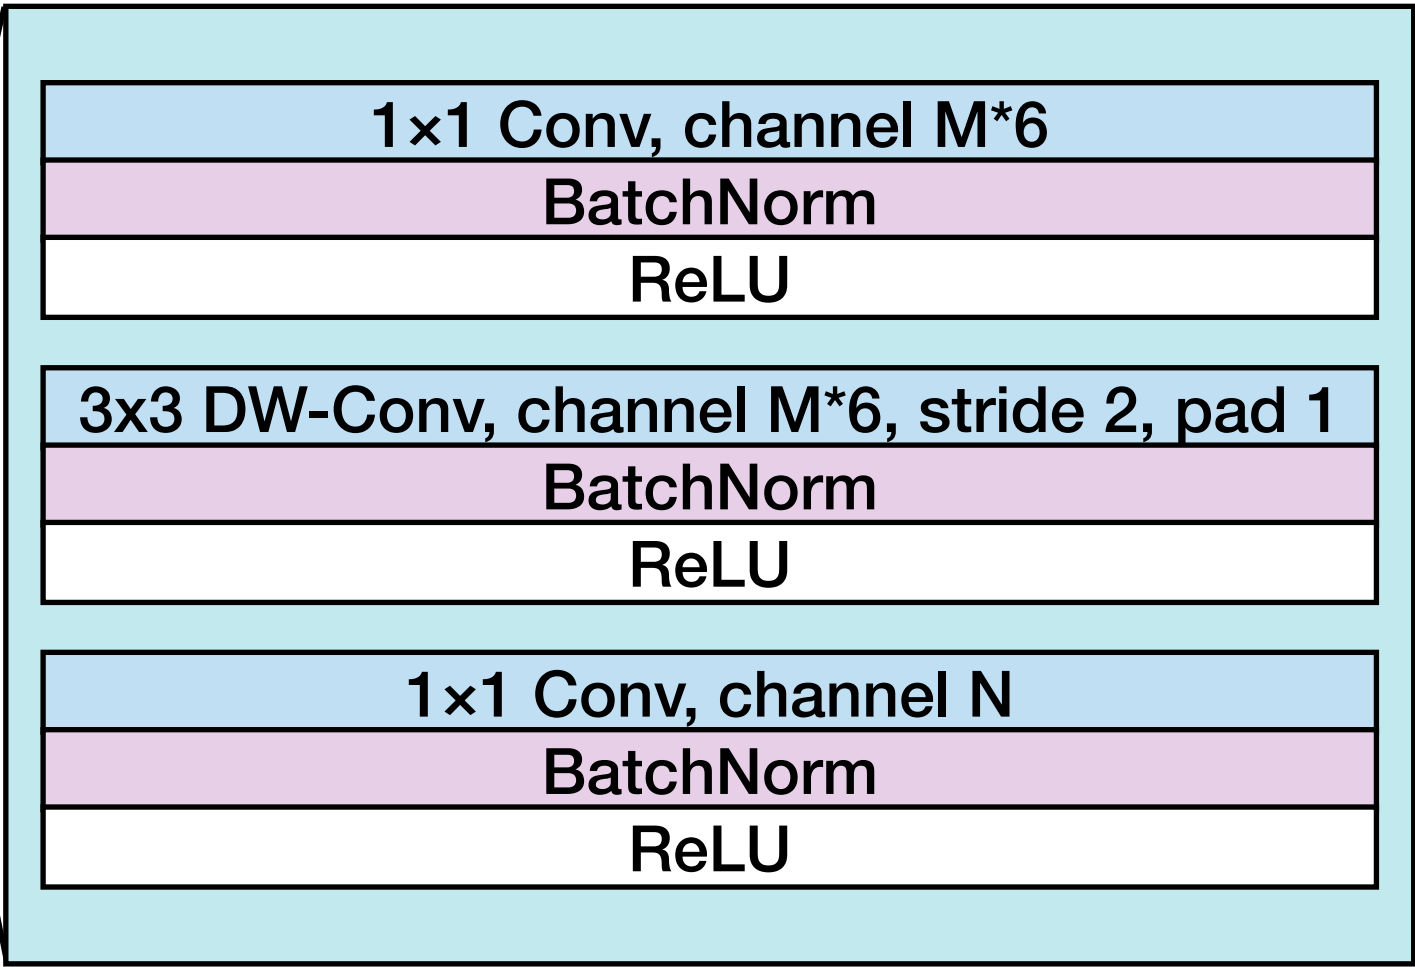 1×1 Conv, channel M*6
BatchNorm
ReLU
3x3 DW-Conv, channel M*6, stride 2, pad 1
BatchNorm
ReLU
1×1 Conv, channel N
BatchNorm
ReLU